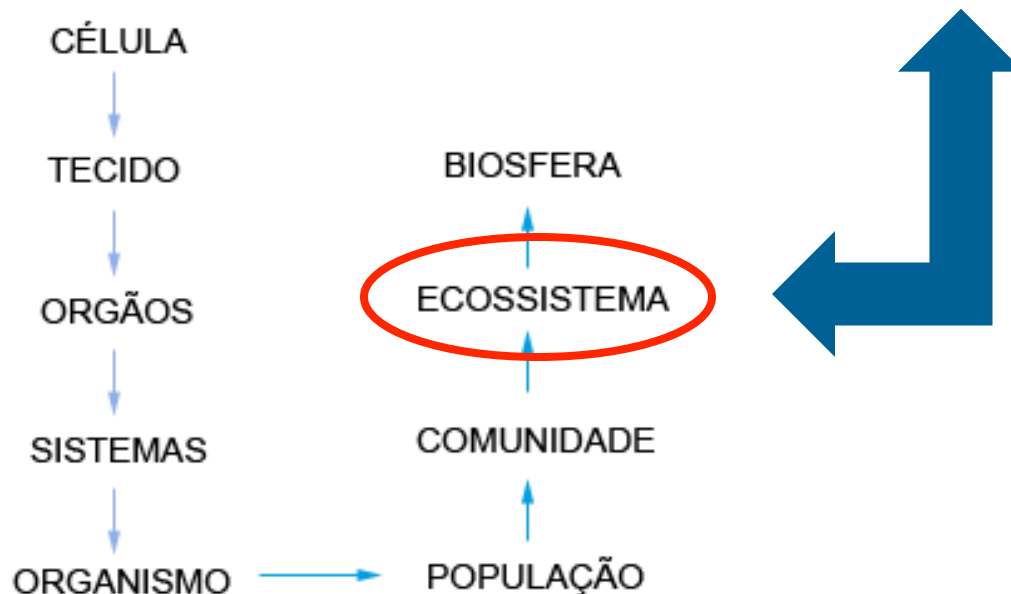 CÉLULA
TECIDO
ORGÃOS
SISTEMAS
ORGANISMO
POPULAÇÃO
COMUNIDADE
ECOSSISTEMA
BIOSFERA